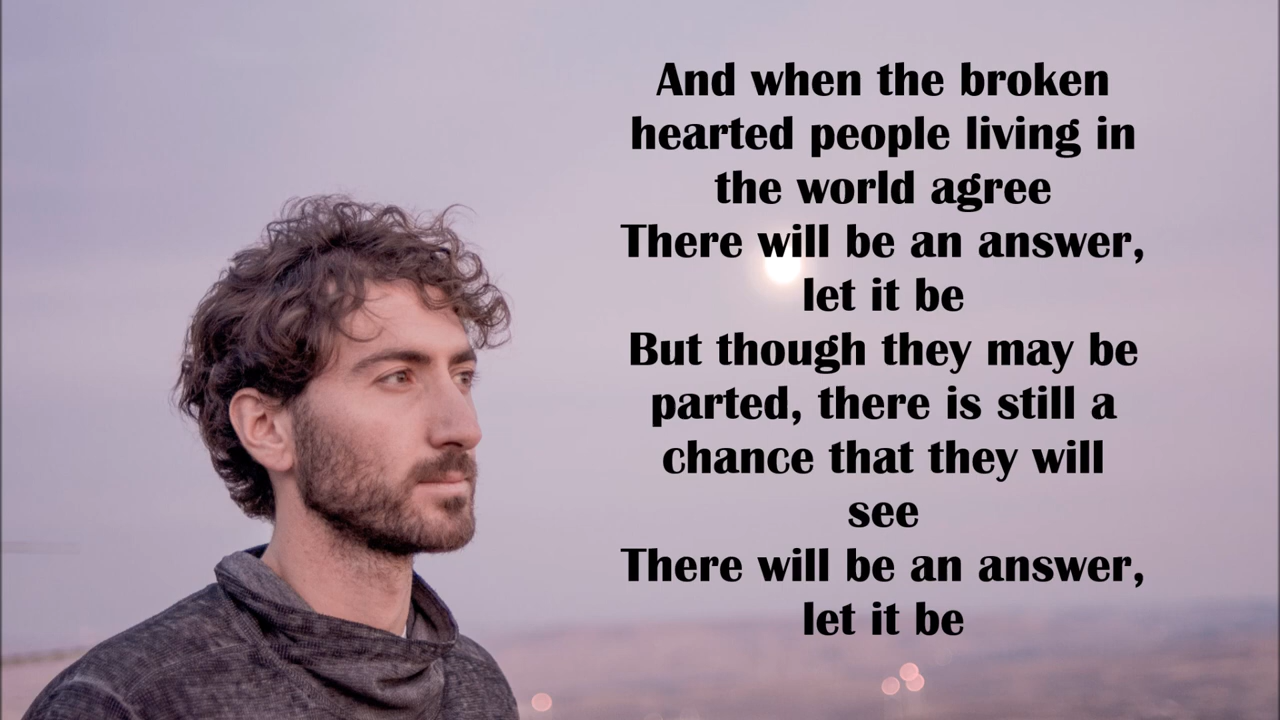 And when the broken
hearted people living in
the world agree
There will be an answer,
let it be
But though they may be
parted, there is still a
chance that they will
see
There will be an answer,
let it be